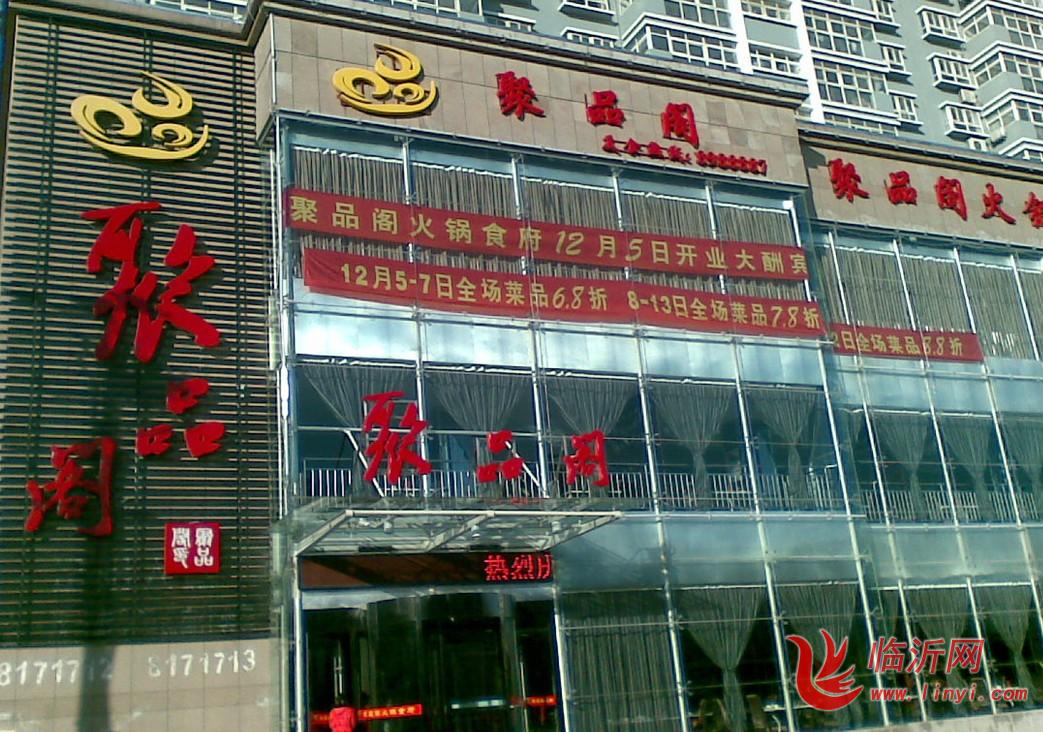 聚品阁
聚品阁火
聚品阁火锅食府12月5日开业大酬宾
12月5-7日全场菜品6.8折 8-13日全场菜品7.8折
2日全场菜品8.8折
聚品阁
聚品阁
热烈庆
8171712 8171713
临沂网
www.linyi.com